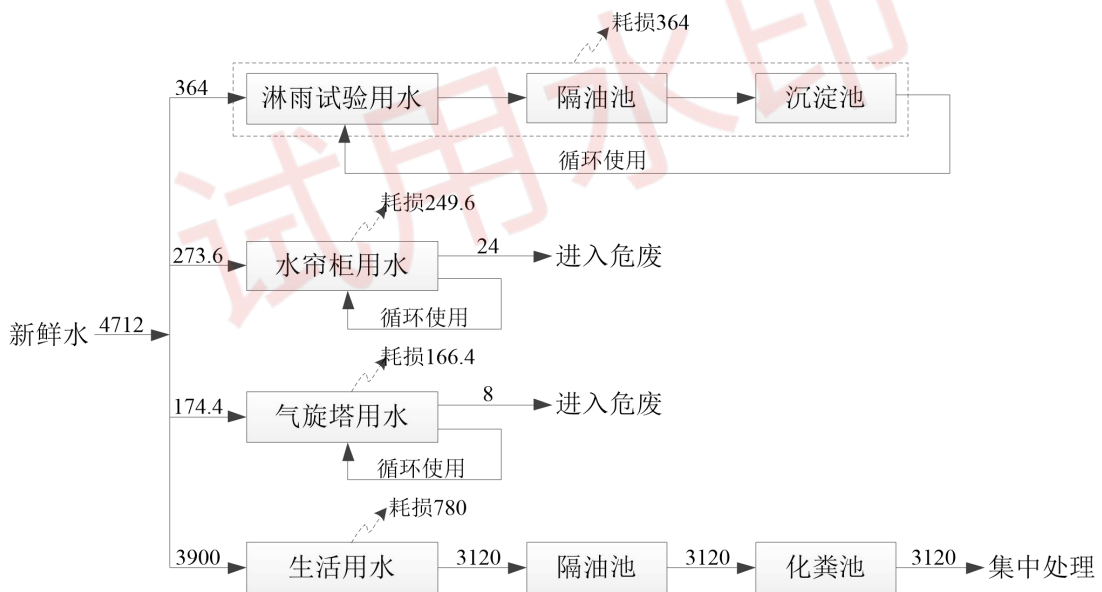 耗损364
364
淋雨试验用水
隔油池
沉淀池
循环使用
耗损249.6
273.6
水帘柜用水
24
进入危废
循环使用
新鲜水
4712
耗损166.4
174.4
气旋塔用水
8
进入危废
循环使用
耗损780
3900
生活用水
3120
隔油池
3120
化粪池
3120
集中处理
试用水印